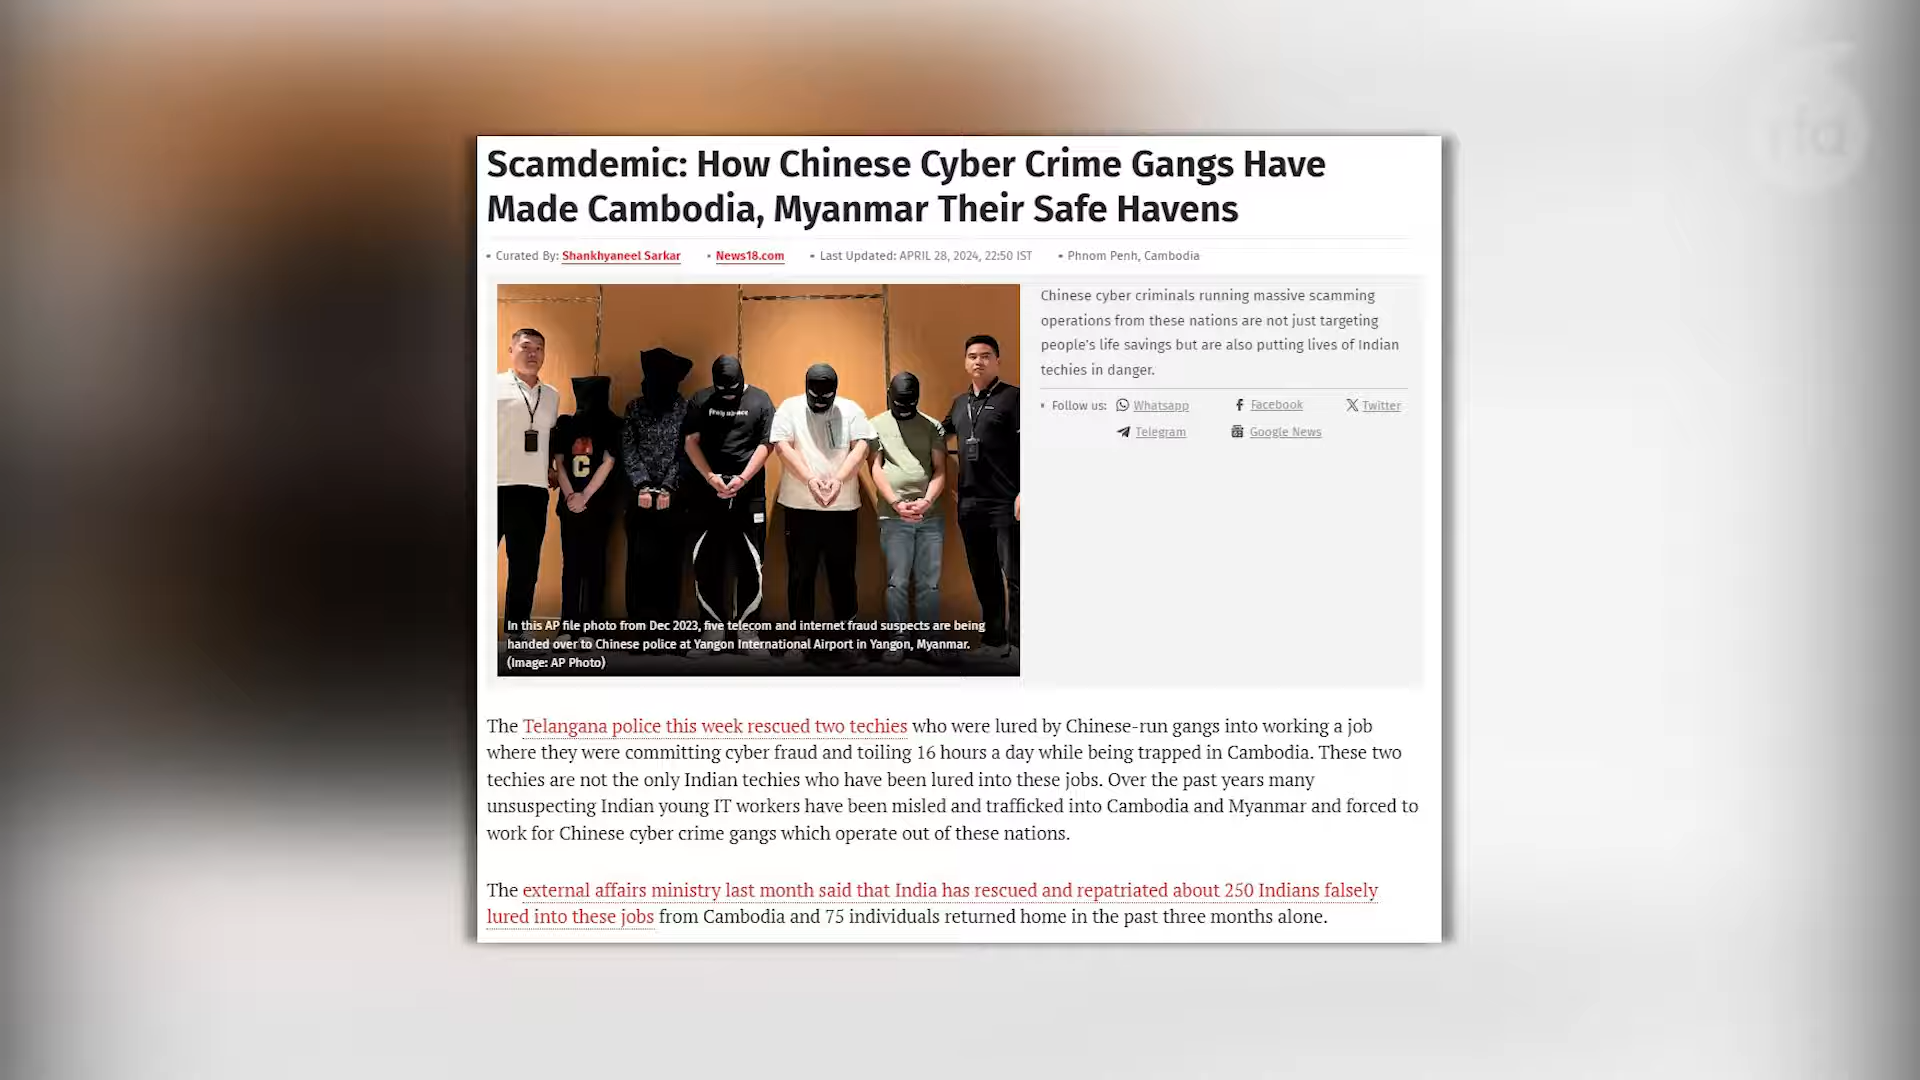 rfa
Scamdemic: How Chinese Cyber Crime Gangs Have
Made Cambodia, Myanmar Their Safe Havens
• Curated By: Shankhyaneel Sarkar • News18.com • Last Updated: APRIL 28, 2024, 22:50 IST • Phnom Penh, Cambodia
Chinese cyber criminals running massive scamming
operations from these nations are not just targeting
people's life savings but are also putting lives of Indian
techies in danger.
• Follow us: Whatsapp Facebook Twitter
Telegram Google News
C
In this AP file photo from Dec 2023, five telecom and internet fraud suspects are being
handed over to Chinese police at Yangon International Airport in Yangon, Myanmar.
(Image: AP Photo)
The Telangana police this week rescued two techies who were lured by Chinese-run gangs into working a job
where they were committing cyber fraud and toiling 16 hours a day while being trapped in Cambodia. These two
techies are not the only Indian techies who have been lured into these jobs. Over the past years many
unsuspecting Indian young IT workers have been misled and trafficked into Cambodia and Myanmar and forced to
work for Chinese cyber crime gangs which operate out of these nations.
The external affairs ministry last month said that India has rescued and repatriated about 250 Indians falsely
lured into these jobs from Cambodia and 75 individuals returned home in the past three months alone.